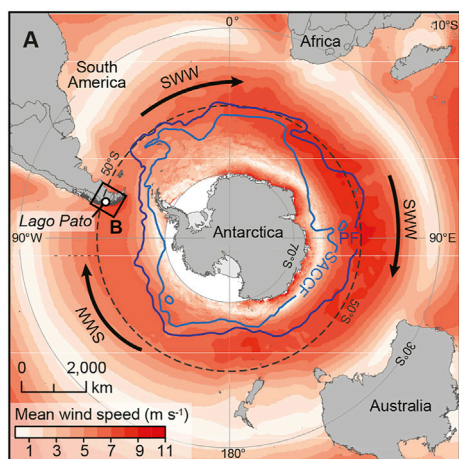 A
0°
10°S
Africa
South
America
SWW
50°S
Lago Pato
B
90°W
Antarctica
70°S
SACCF
PF
90°E
SWW
SWW
50°S
30°S
0 2,000
km
Australia
Mean wind speed (m s-1)
1 3 5 7 9 11
180°